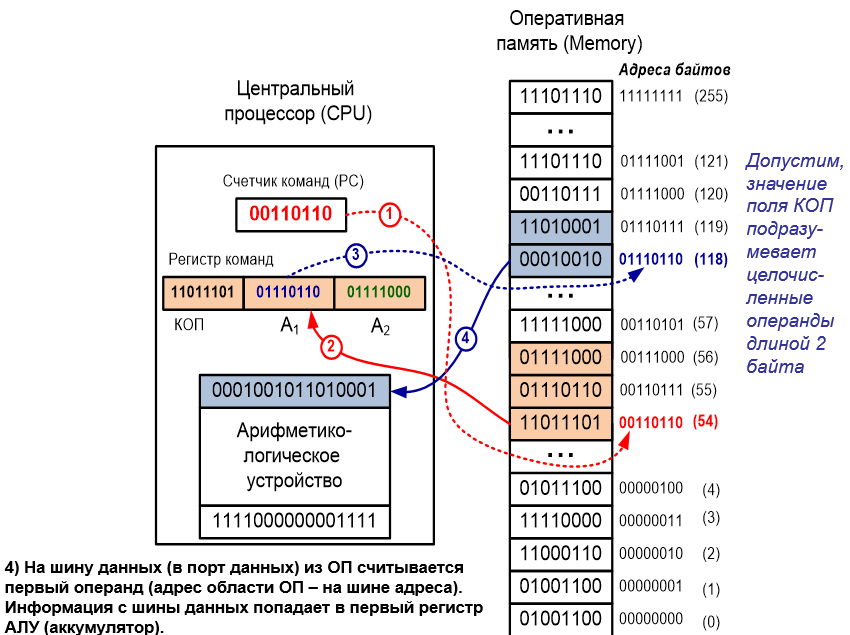 Оперативная
память (Memory)
Адреса байтов
Центральный
процессор (CPU)
Счетчик команд (PC)
00110110
1
Регистр команд
3
11011101 01110110 01111000
КОП A1 A2
2
4
0001001011010001
Арифметико-
логическое
устройство
1111000000001111
11101110 11111111 (255)
...
11101110 01111001 (121)
00110111 01111000 (120)
11010001 01110111 (119)
00010010 01110110 (118)
...
11111000 00110101 (57)
01111000 00111000 (56)
01110110 00110111 (55)
11011101 00110110 (54)
...
01011100 00000100 (4)
11110000 00000011 (3)
11000110 00000010 (2)
01001100 00000001 (1)
01001100 00000000 (0)
Допустим,
значение
поля КОП
подразу-
мевает
целочис-
ленные
операнды
длиной 2
байта
4) На шину данных (в порт данных) из ОП считывается
первый операнд (адрес области ОП – на шине адреса).
Информация с шины данных попадает в первый регистр
АЛУ (аккумулятор).